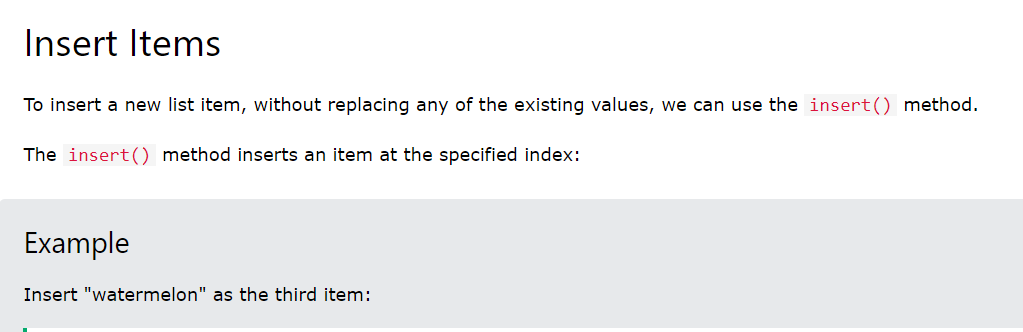 Insert Items
To insert a new list item, without replacing any of the existing values, we can use the insert() method.
The insert() method inserts an item at the specified index:
Example
Insert "watermelon" as the third item: